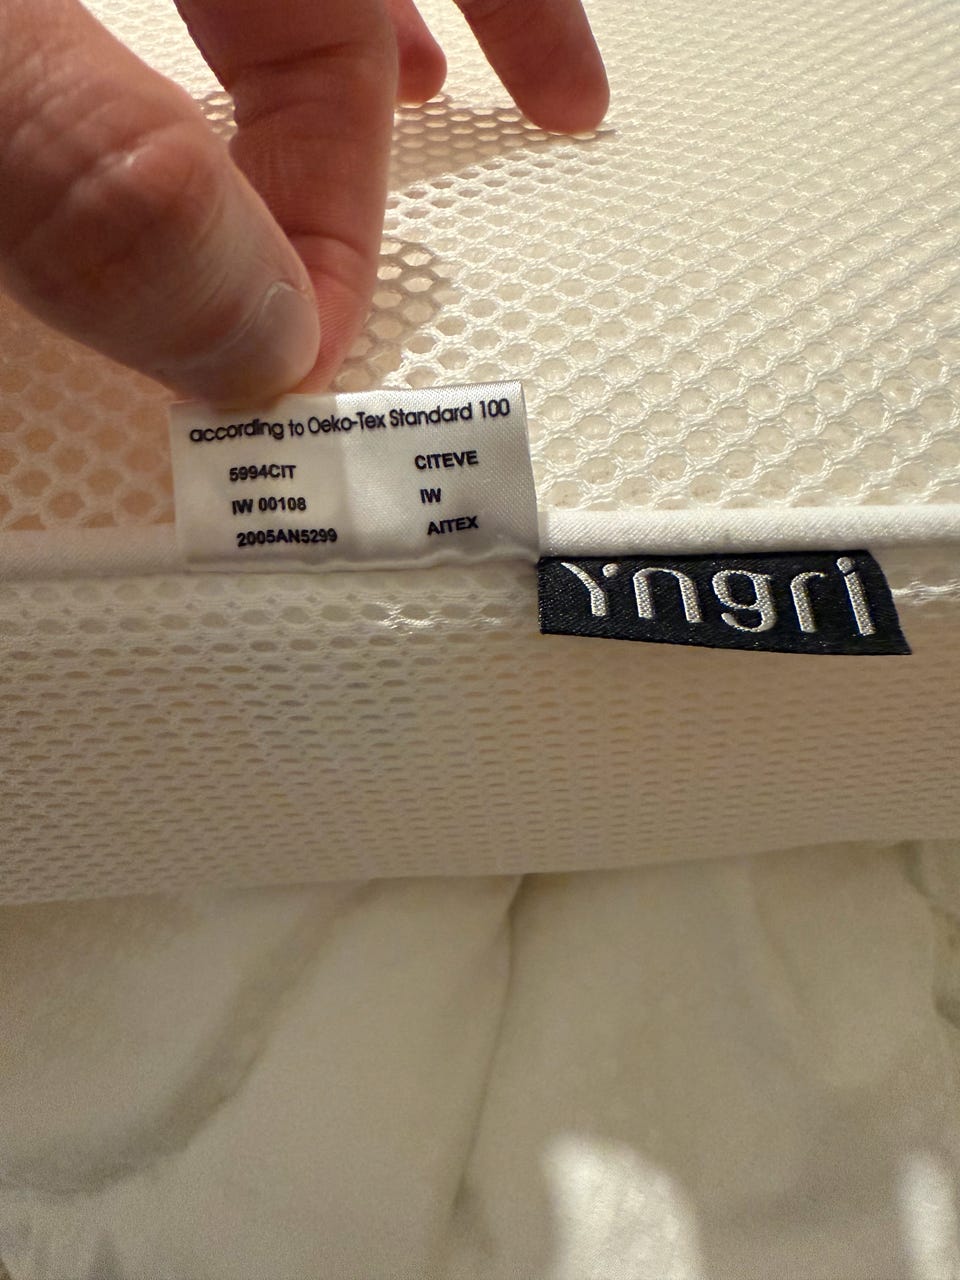 according to Oeko-Tex Standard 100
5994CIT CITEVE
IW 00108 IW
2005AN5299 AITEX
Yngri